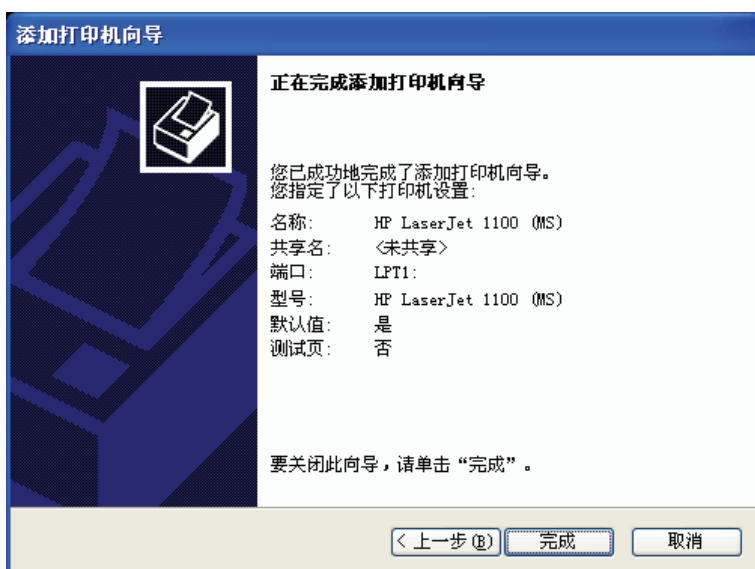 添加打印机向导
正在完成添加打印机向导
您已成功地完成了添加打印机向导。
您指定了以下打印机设置:
名称: HP LaserJet 1100 (MS)
共享名: <未共享>
端口: LPT1:
型号: HP LaserJet 1100 (MS)
默认值: 是
测试页: 否
要关闭此向导，请单击“完成”。
< 上一步(B) 完成 取消